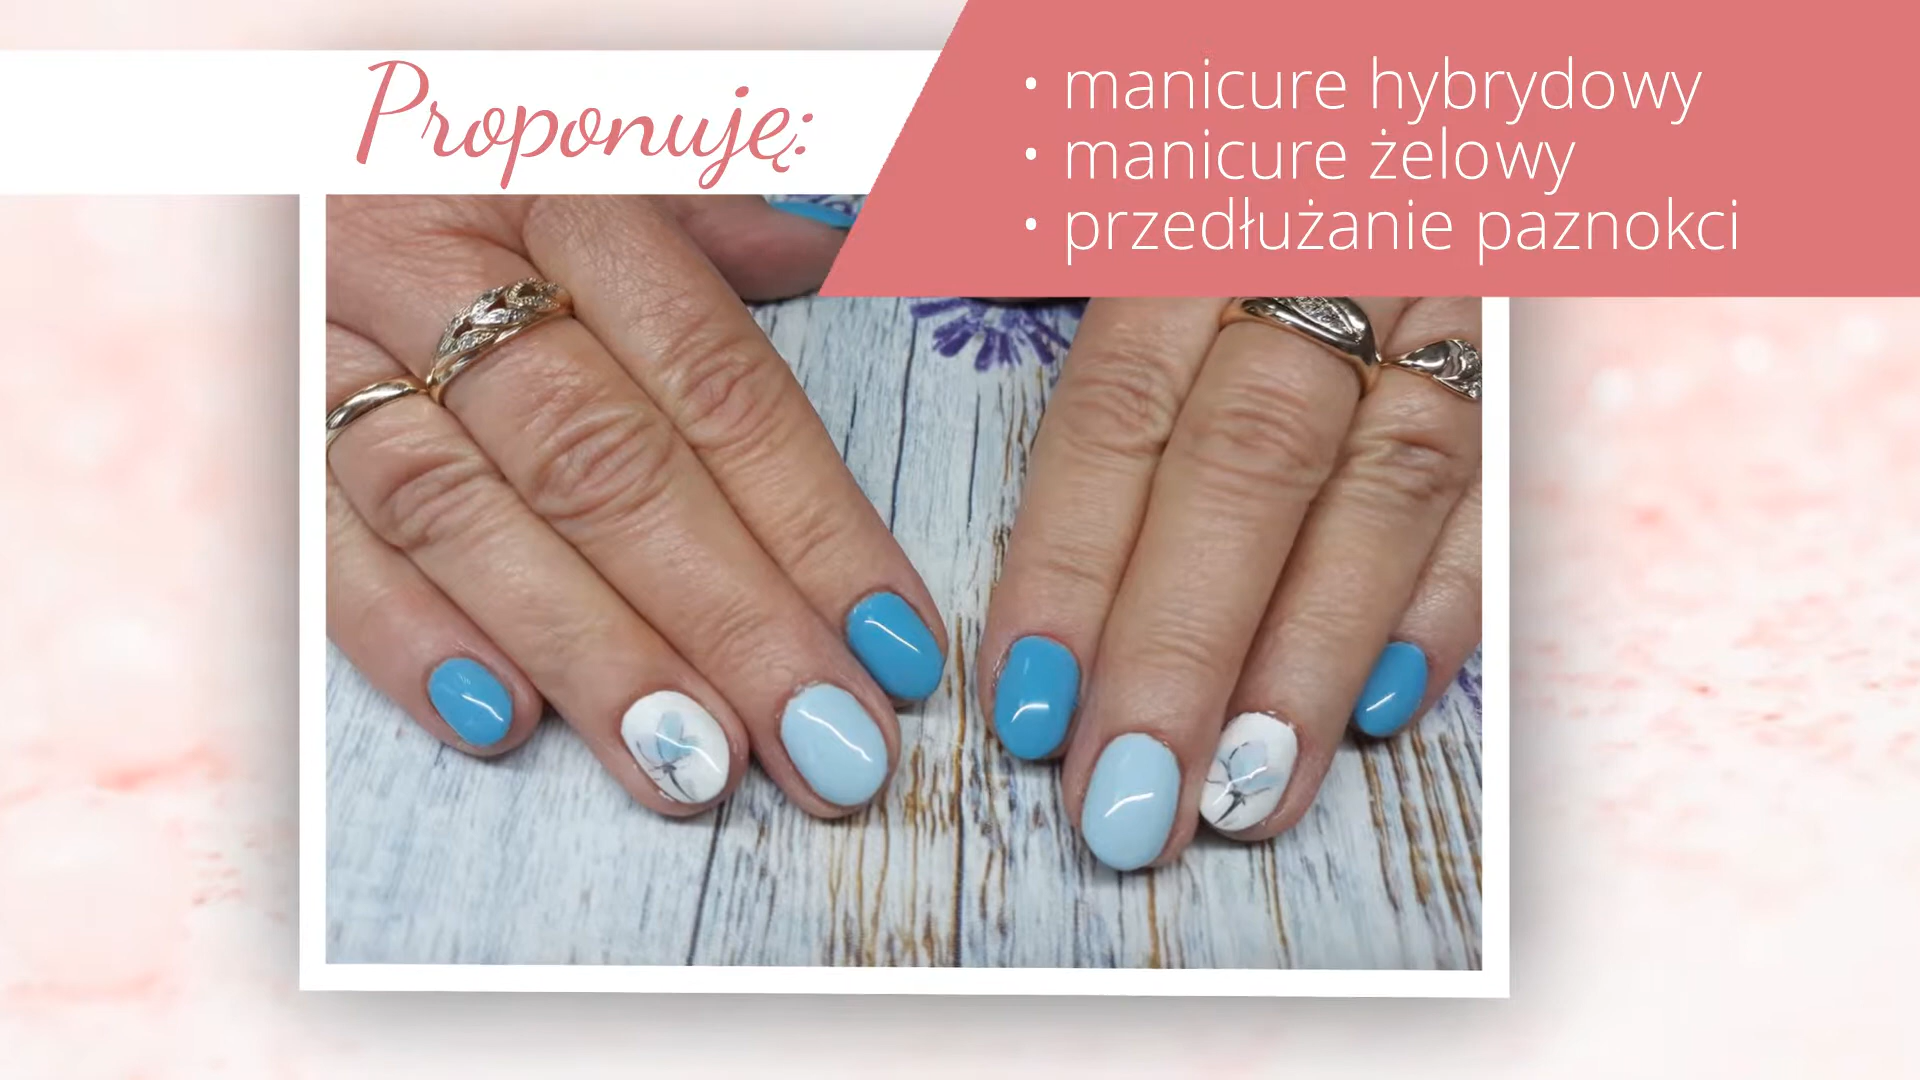 Proponuję:
• manicure hybrydowy
• manicure żelowy
• przedłużanie paznokci